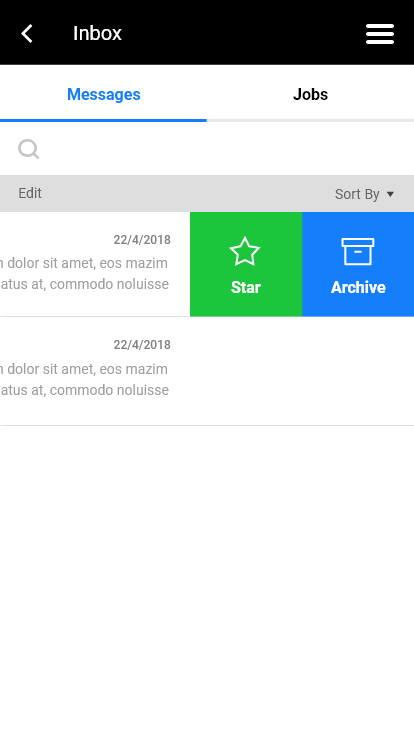 Inbox
Messages
Jobs
Edit
Sort By
22/4/2018
dolor sit amet, eos mazim
atus at, commodo noluisse
Star
Archive
22/4/2018
dolor sit amet, eos mazim
atus at, commodo noluisse